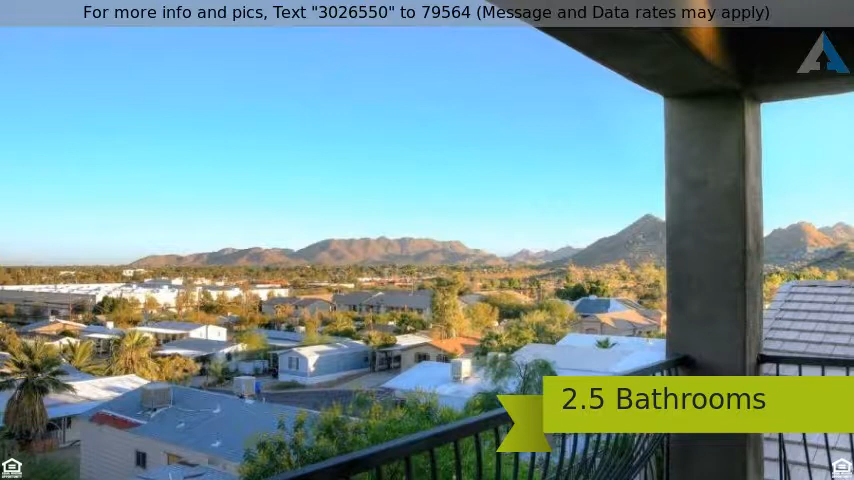 For more info and pics, Text "3026550" to 79564 (Message and Data rates may apply)
2.5 Bathrooms